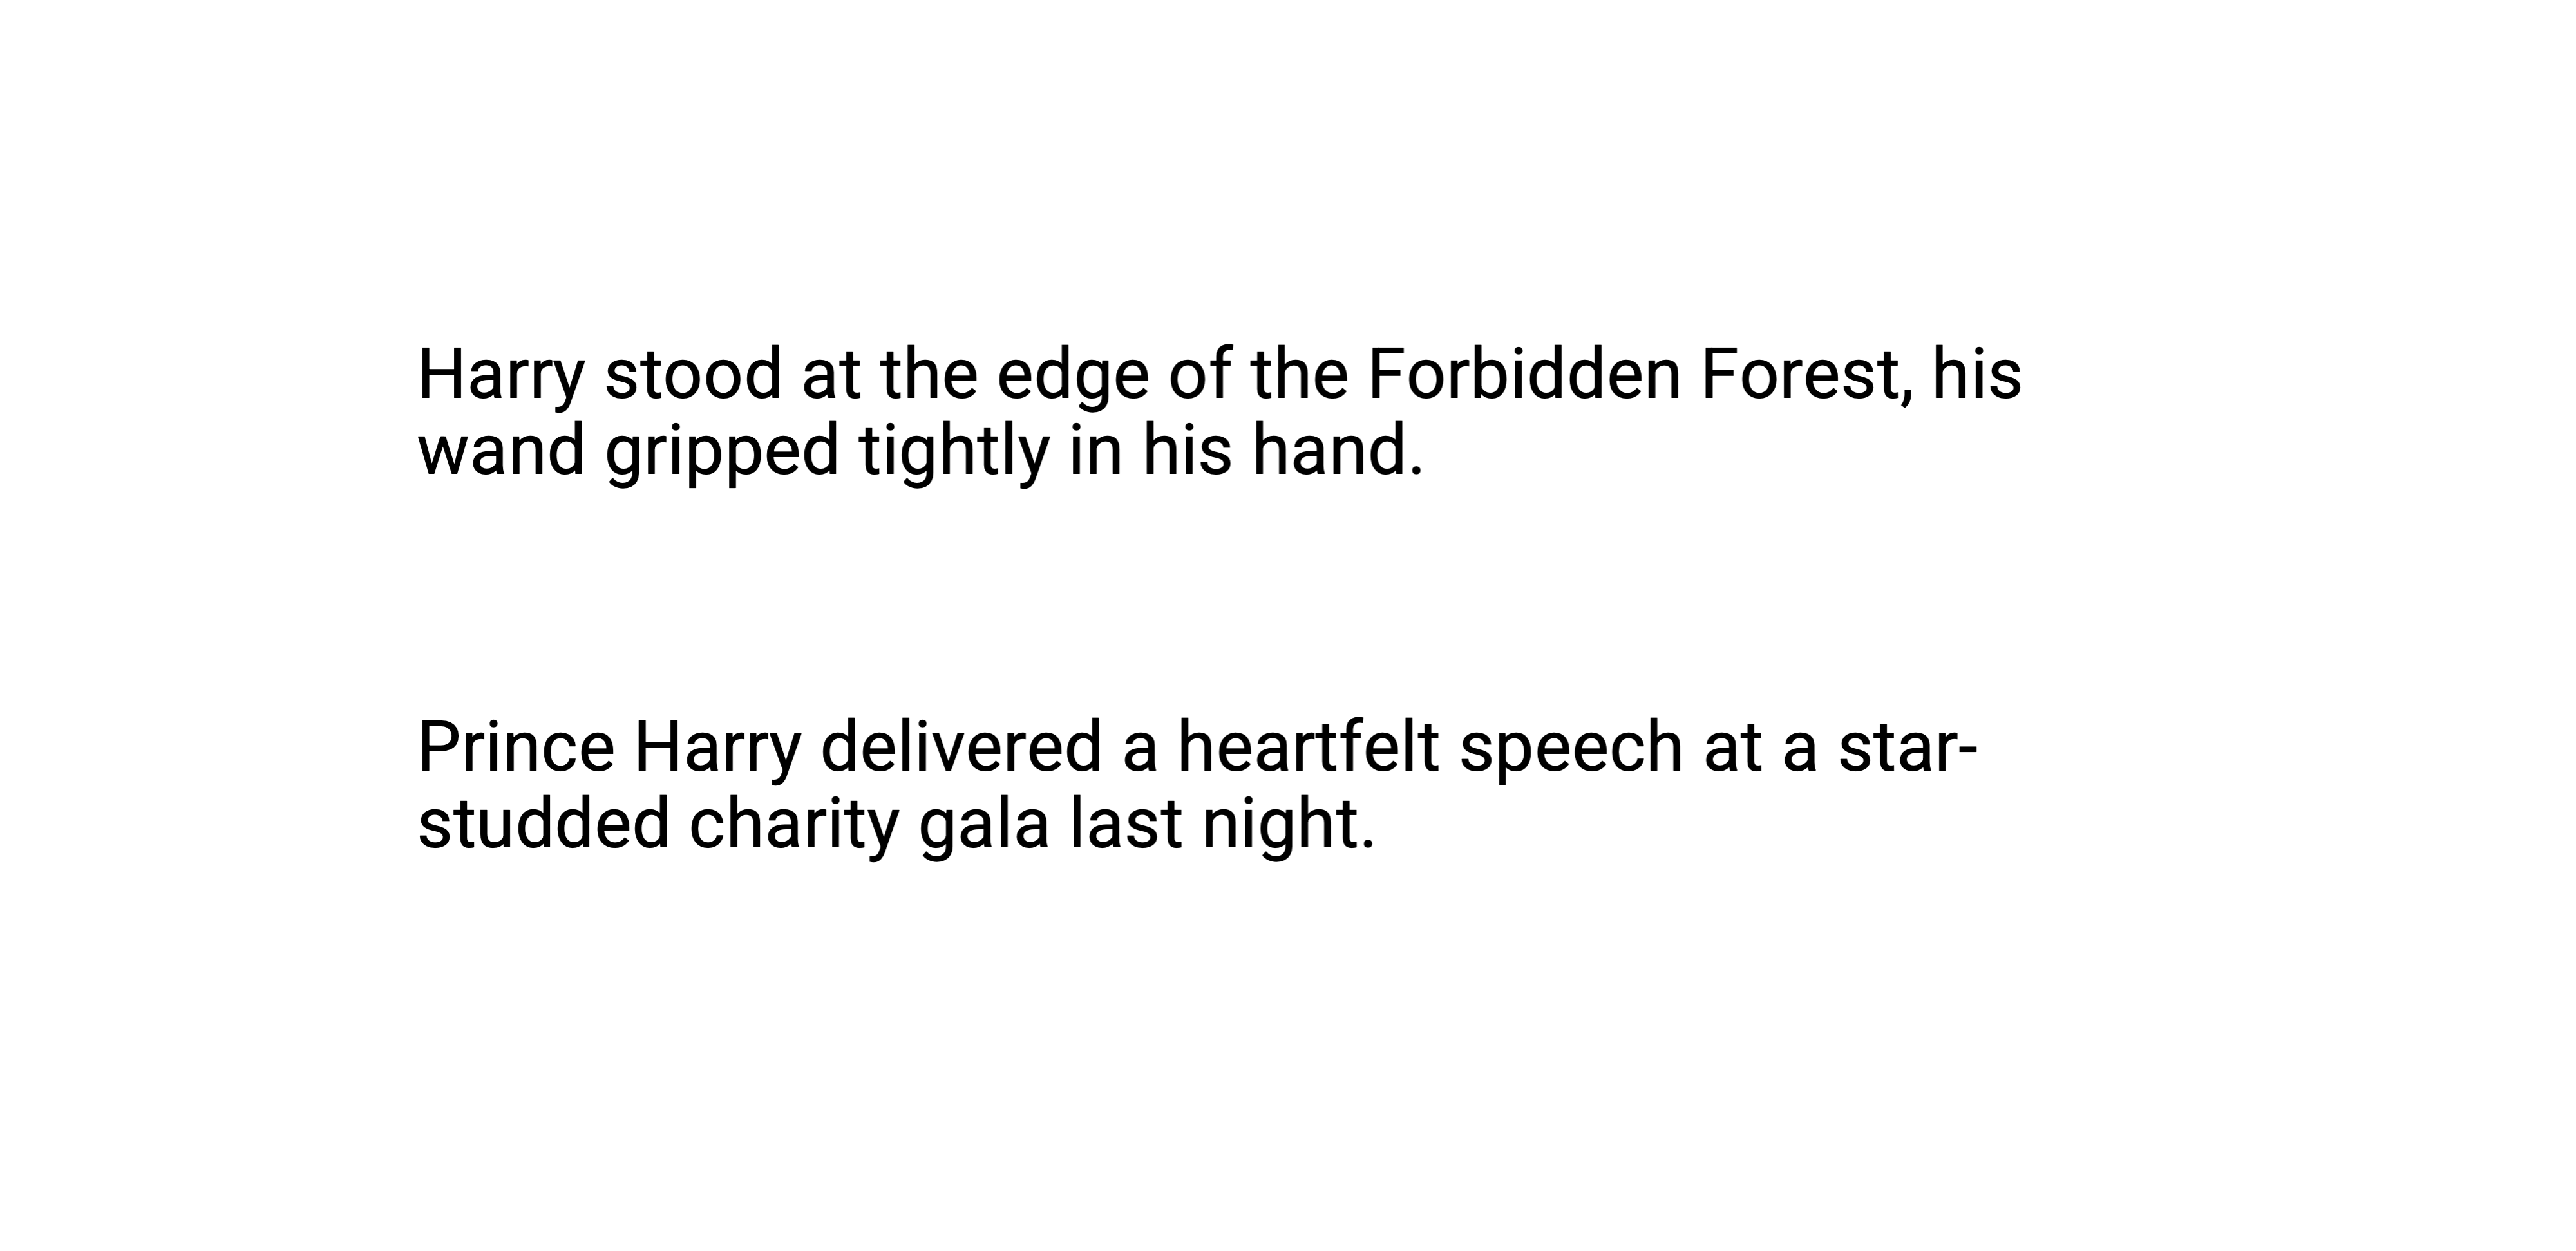 Harry stood at the edge of the Forbidden Forest, his
wand gripped tightly in his hand.
Prince Harry delivered a heartfelt speech at a star-
studded charity gala last night.